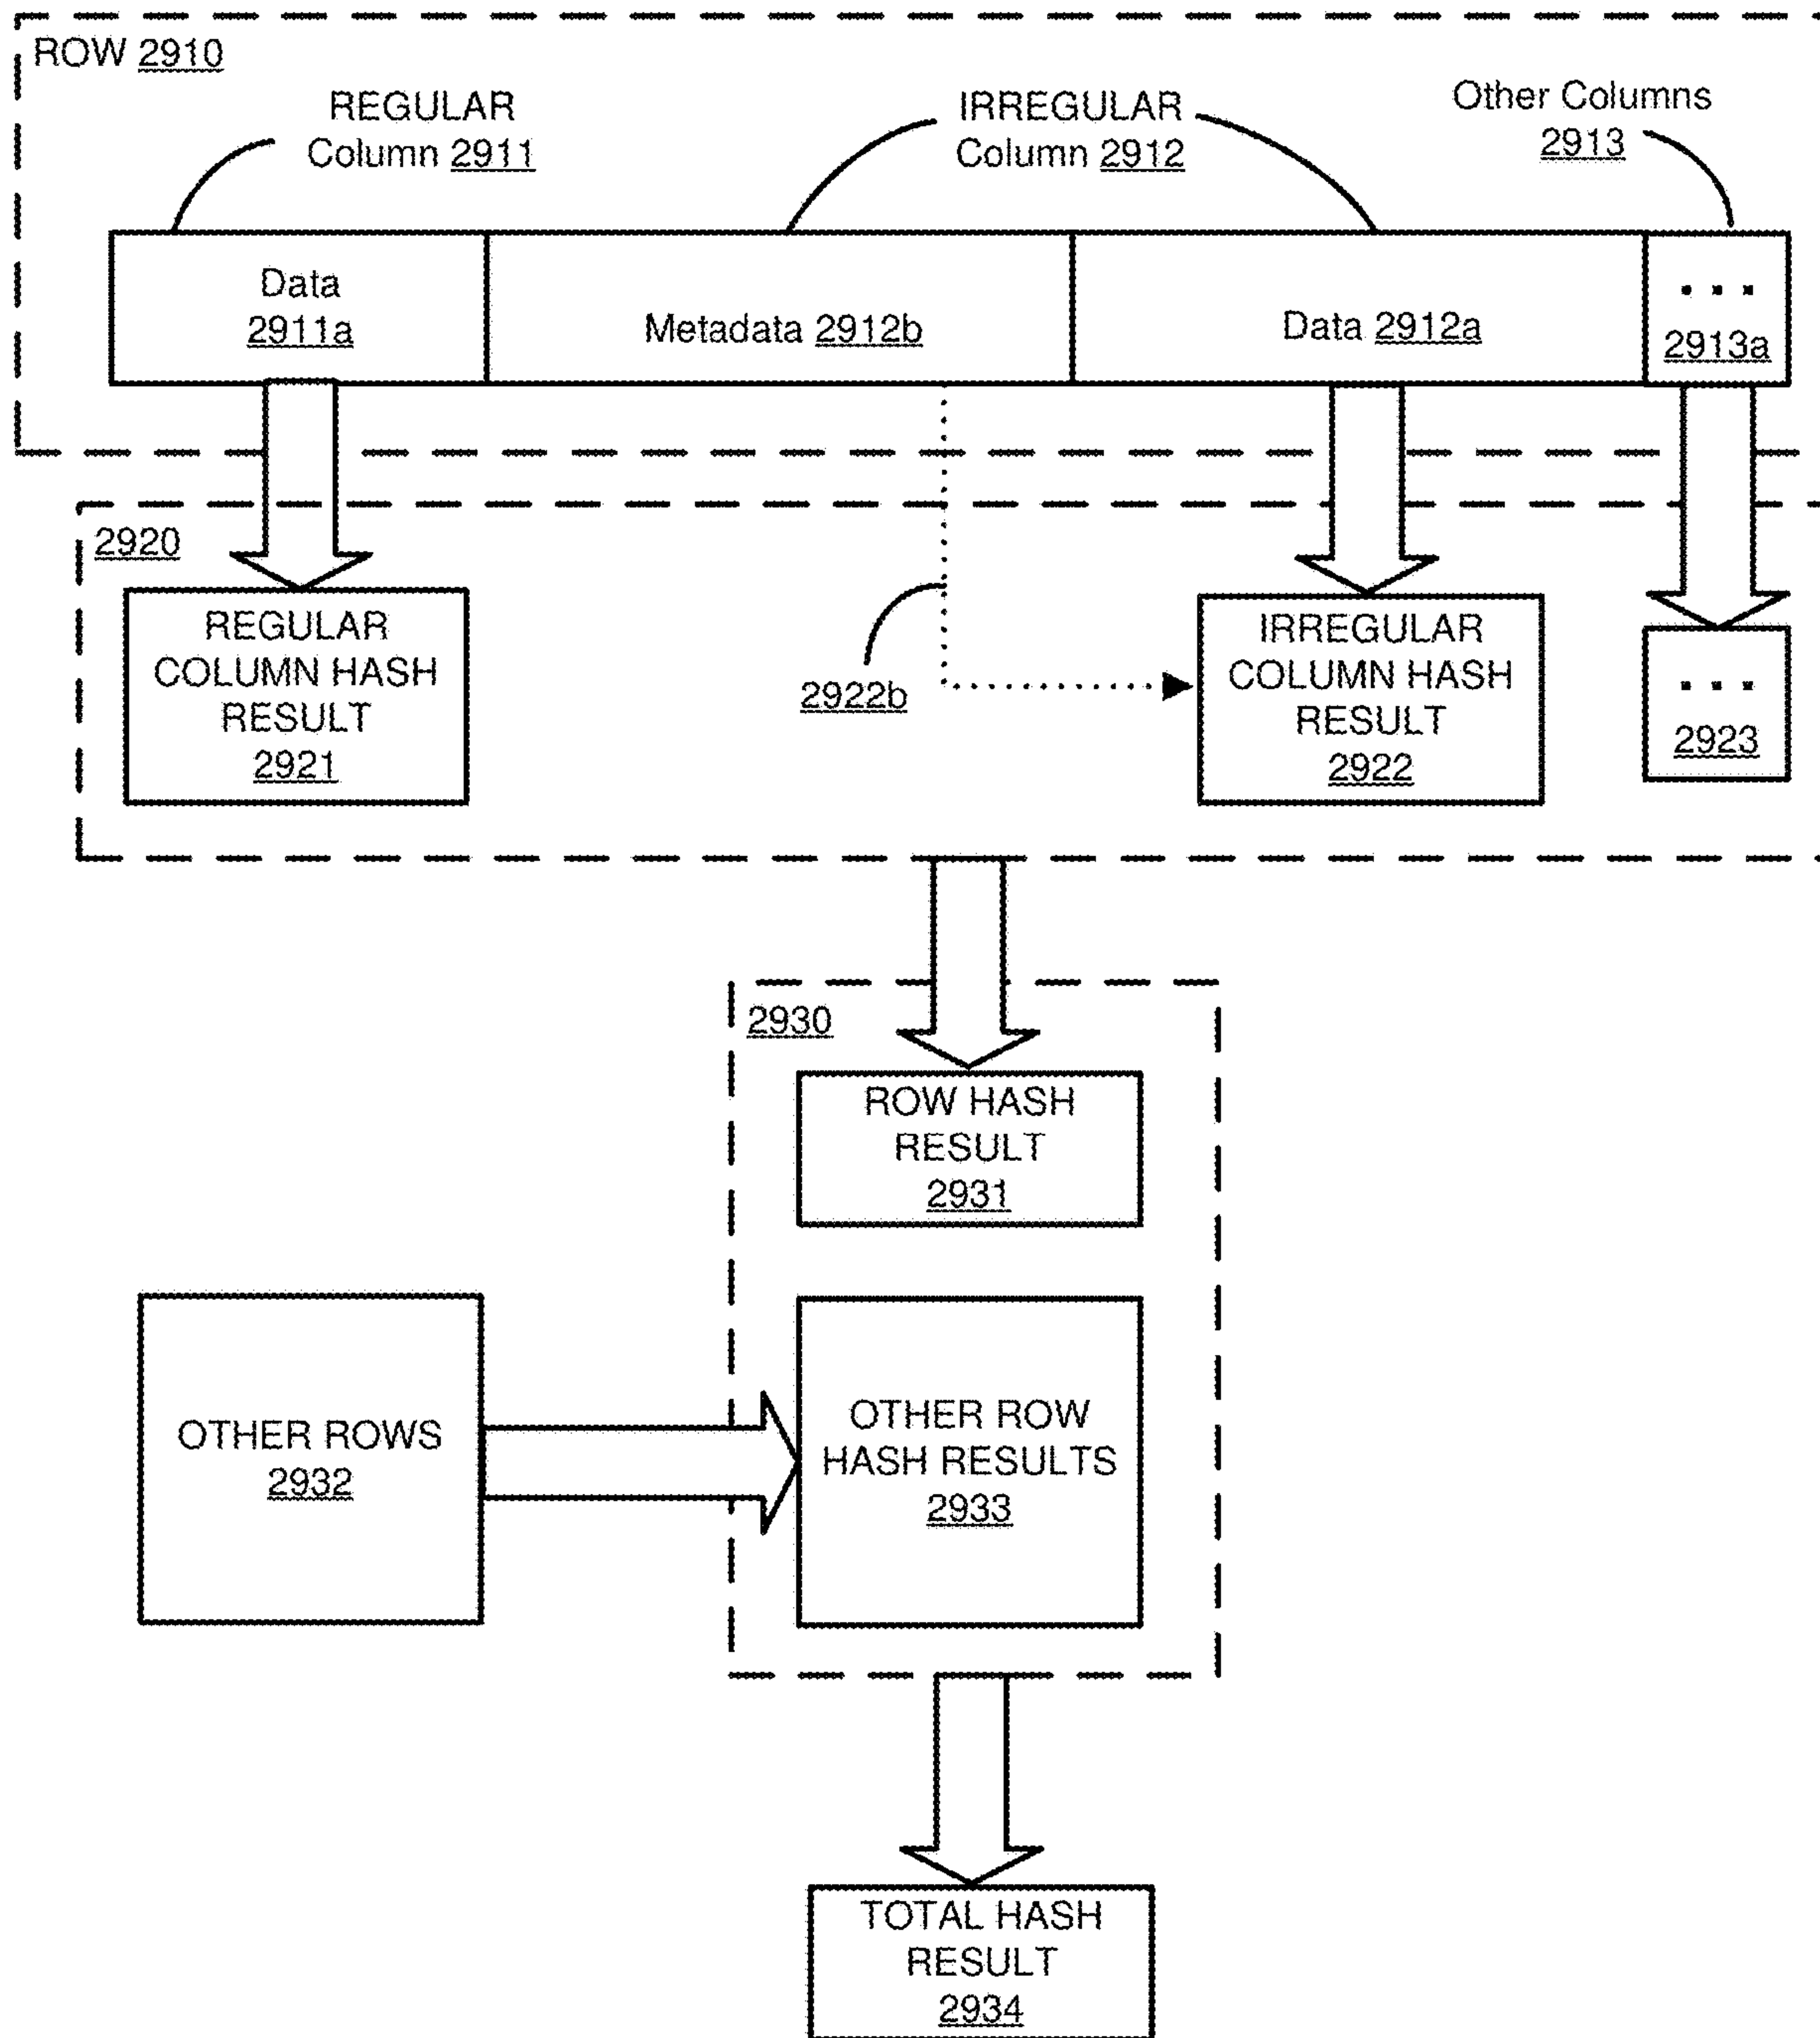 ROW 2910
REGULAR
Column 2911
IRREGULAR
Column 2912
Other Columns
2913
Data
2911a
Metadata 2912b
Data 2912a
...
2913a
2920
REGULAR
COLUMN HASH
RESULT
2921
2922b
IRREGULAR
COLUMN HASH
RESULT
2922
...
2923
2930
ROW HASH
RESULT
2931
OTHER ROWS
2932
OTHER ROW
HASH RESULTS
2933
TOTAL HASH
RESULT
2934